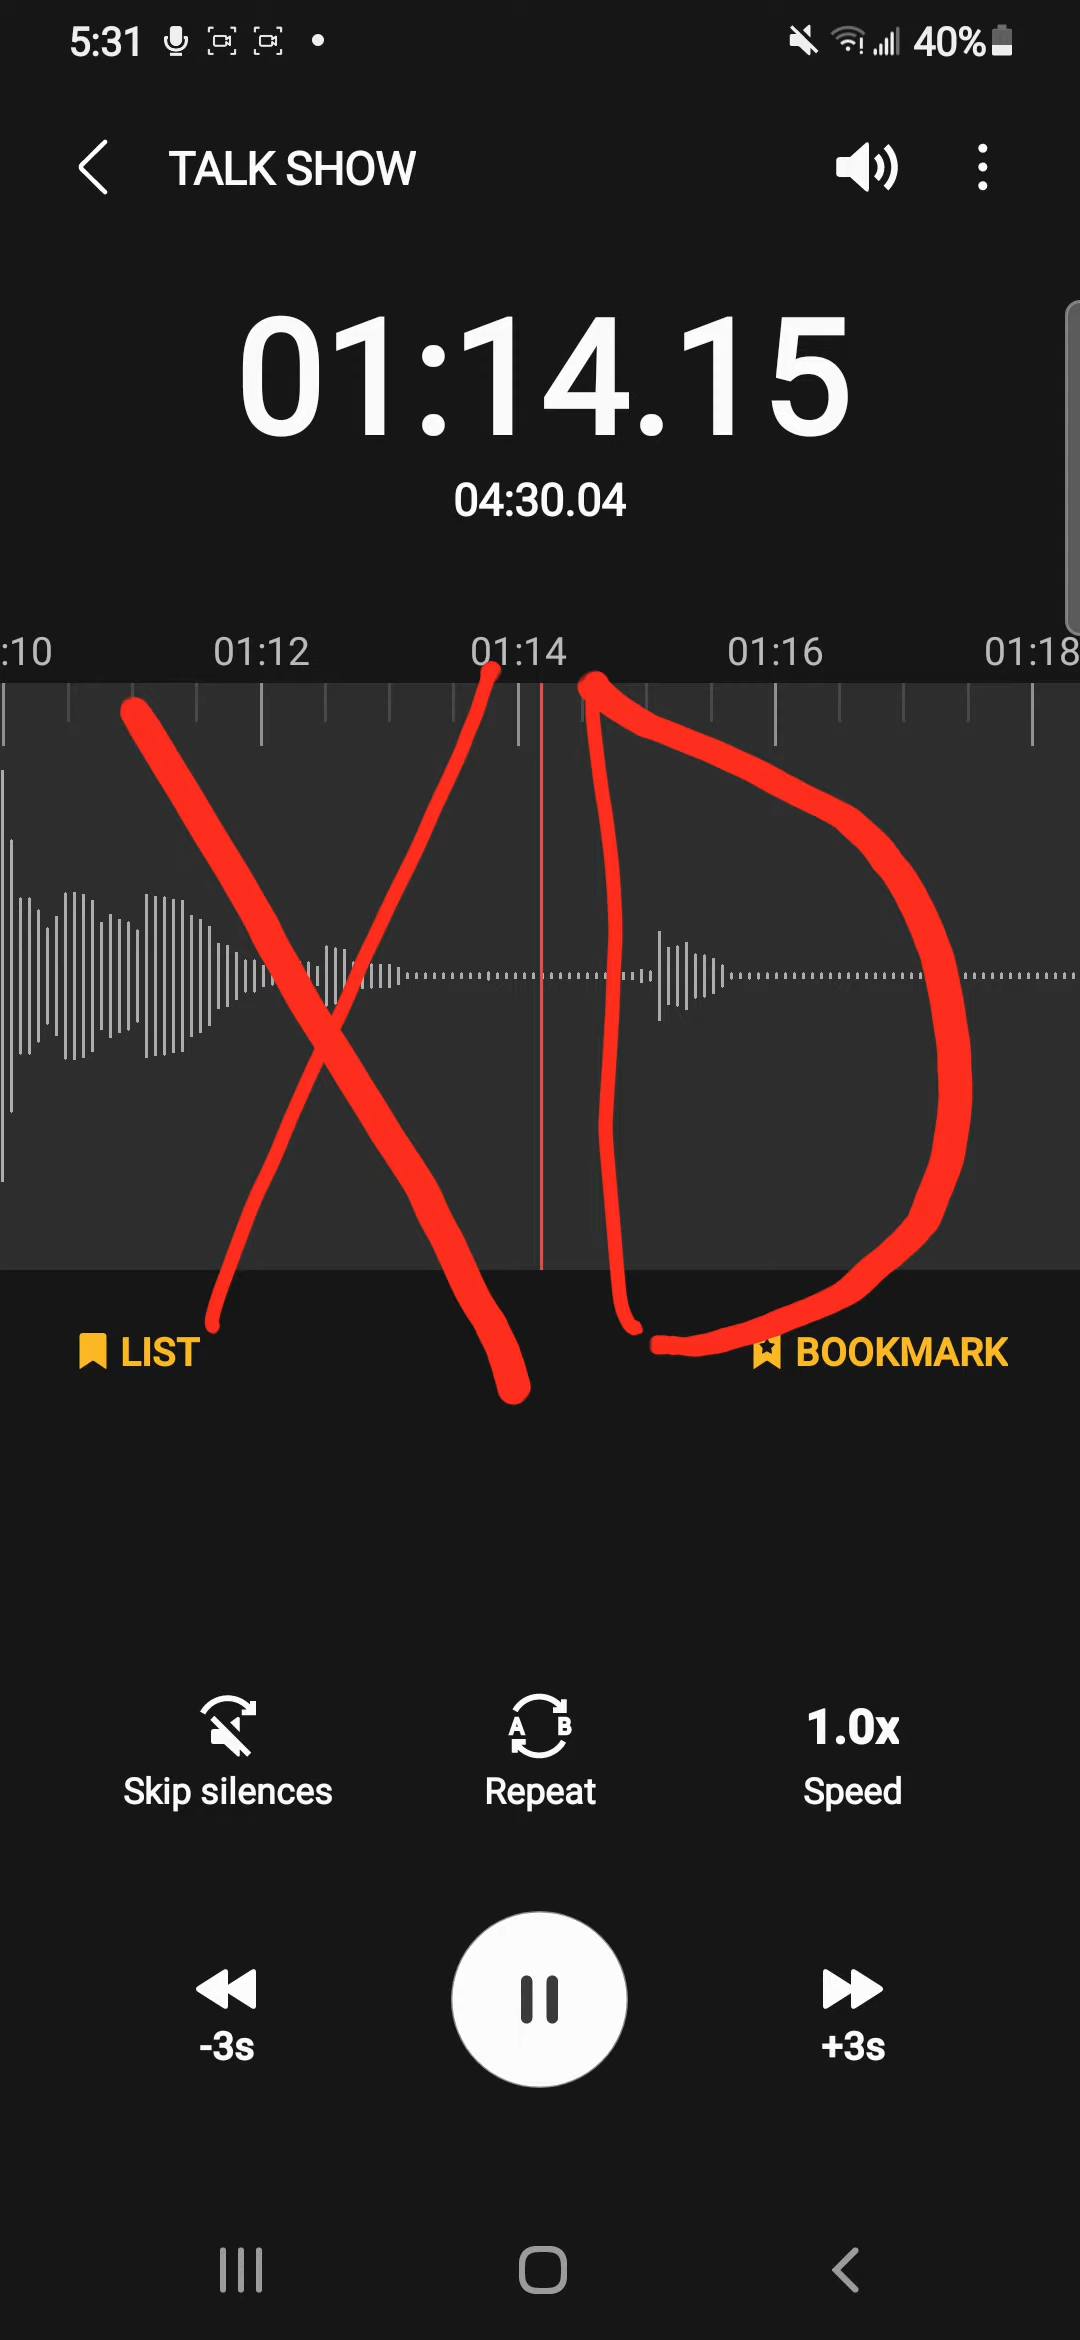 5:31 40%
TALK SHOW
01:14.15
04:30.04
:10 01:12 01:14 01:16 01:18
XD
LIST BOOKMARK
A B 1.0x
Skip silences Repeat Speed
-3s +3s